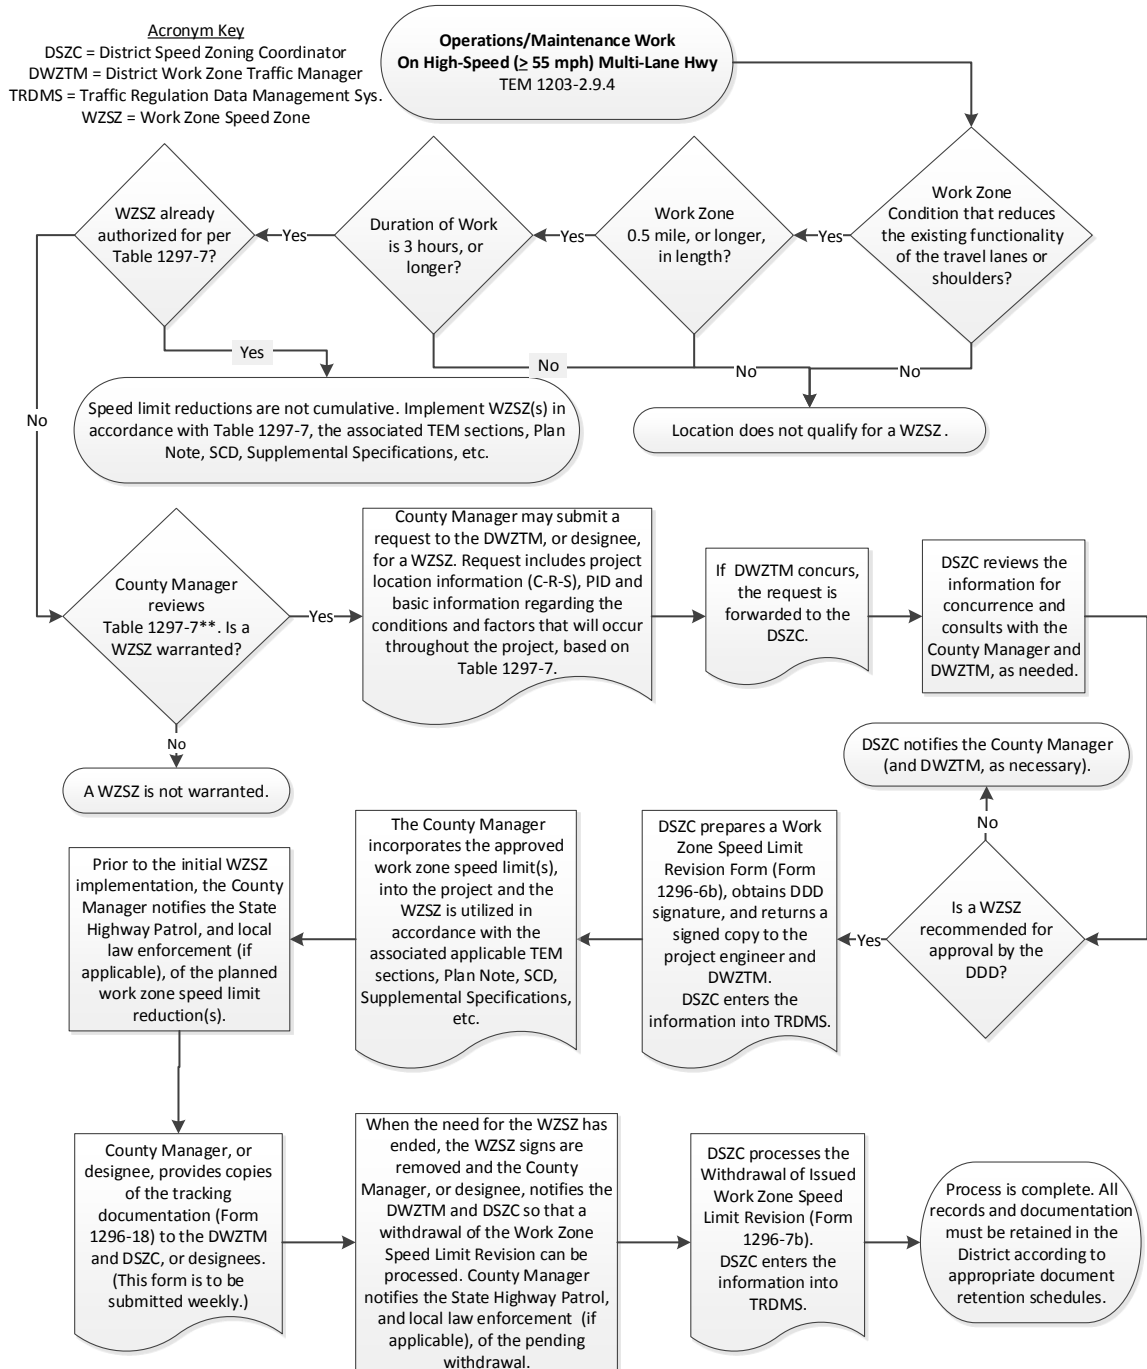 Acronym Key
DSZC = District Speed Zoning Coordinator
DWZTM = District Work Zone Traffic Manager
TRDMS = Traffic Regulation Data Management Sys.
WZSZ = Work Zone Speed Zone
Operations/Maintenance Work
On High-Speed (≥ 55 mph) Multi-Lane Hwy
TEM 1203-2.9.4
Work Zone
Condition that reduces
the existing functionality
of the travel lanes or
shoulders?
Yes
Work Zone
0.5 mile, or longer,
in length?
Yes
Duration of Work
is 3 hours, or
longer?
Yes
WZSZ already
authorized for per
Table 1297-7?
Yes
No
No
No
No
Speed limit reductions are not cumulative. Implement WZSZ(s) in
accordance with Table 1297-7, the associated TEM sections, Plan
Note, SCD, Supplemental Specifications, etc.
Location does not qualify for a WZSZ .
County Manager
reviews
Table 1297-7**. Is a
WZSZ warranted?
Yes
No
A WZSZ is not warranted.
County Manager may submit a
request to the DWZTM, or designee,
for a WZSZ. Request includes project
location information (C-R-S), PID and
basic information regarding the
conditions and factors that will occur
throughout the project, based on
Table 1297-7.
If DWZTM concurs,
the request is
forwarded to the
DSZC.
DSZC reviews the
information for
concurrence and
consults with the
County Manager and
DWZTM, as needed.
DSZC notifies the County Manager
(and DWZTM, as necessary).
No
Is a WZSZ
recommended for
approval by the
DDD?
Yes
DSZC prepares a Work
Zone Speed Limit
Revision Form (Form
1296-6b), obtains DDD
signature, and returns a
signed copy to the
project engineer and
DWZTM.
DSZC enters the
information into TRDMS.
The County Manager
incorporates the approved
work zone speed limit(s),
into the project and the
WZSZ is utilized in
accordance with the
associated applicable TEM
sections, Plan Note, SCD,
Supplemental Specifications,
etc.
Prior to the initial WZSZ
implementation, the County
Manager notifies the State
Highway Patrol, and local
law enforcement (if
applicable), of the planned
work zone speed limit
reduction(s).
County Manager, or
designee, provides copies
of the tracking
documentation (Form
1296-18) to the DWZTM
and DSZC, or designees.
(This form is to be
submitted weekly.)
When the need for the WZSZ has
ended, the WZSZ signs are
removed and the County
Manager, or designee, notifies the
DWZTM and DSZC so that a
withdrawal of the Work Zone
Speed Limit Revision can be
processed. County Manager
notifies the State Highway Patrol,
and local law enforcement (if
applicable), of the pending
withdrawal.
DSZC processes the
Withdrawal of Issued
Work Zone Speed
Limit Revision (Form
1296-7b).
DSZC enters the
information into
TRDMS.
Process is complete. All
records and documentation
must be retained in the
District according to
appropriate document
retention schedules.